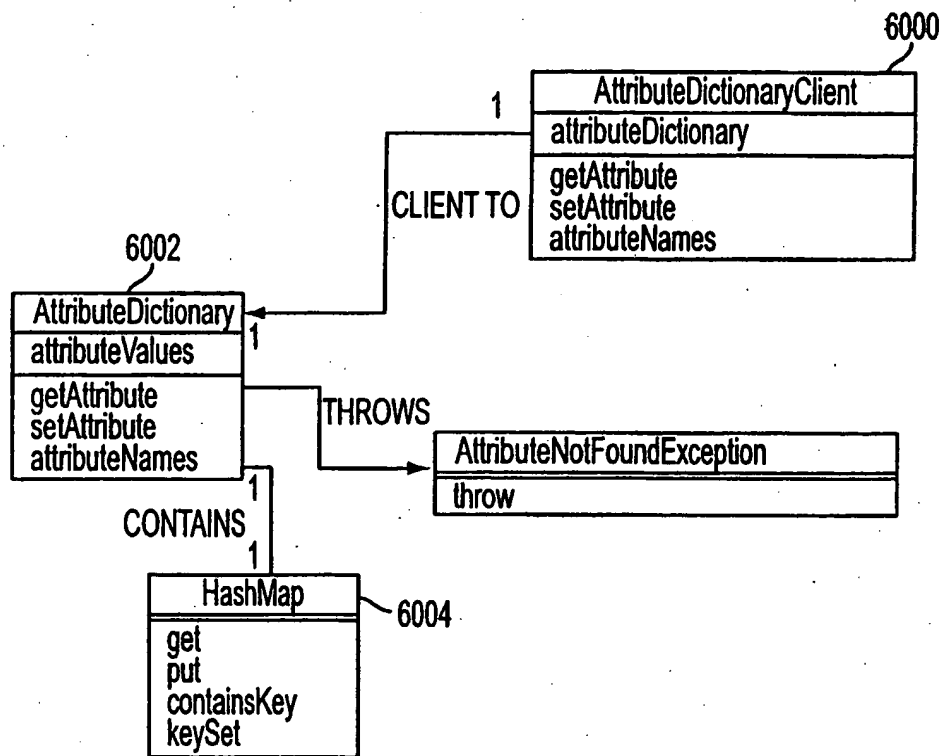 6000
AttributeDictionaryClient
1
attributeDictionary
getAttribute
CLIENT TO
setAttribute
attributeNames
6002
AttributeDictionary
1
attributeValues
getAttribute
THROWS
setAttribute
attributeNames
AttributeNotFoundException
1
throw
CONTAINS
1
HashMap
6004
get
put
containsKey
keySet